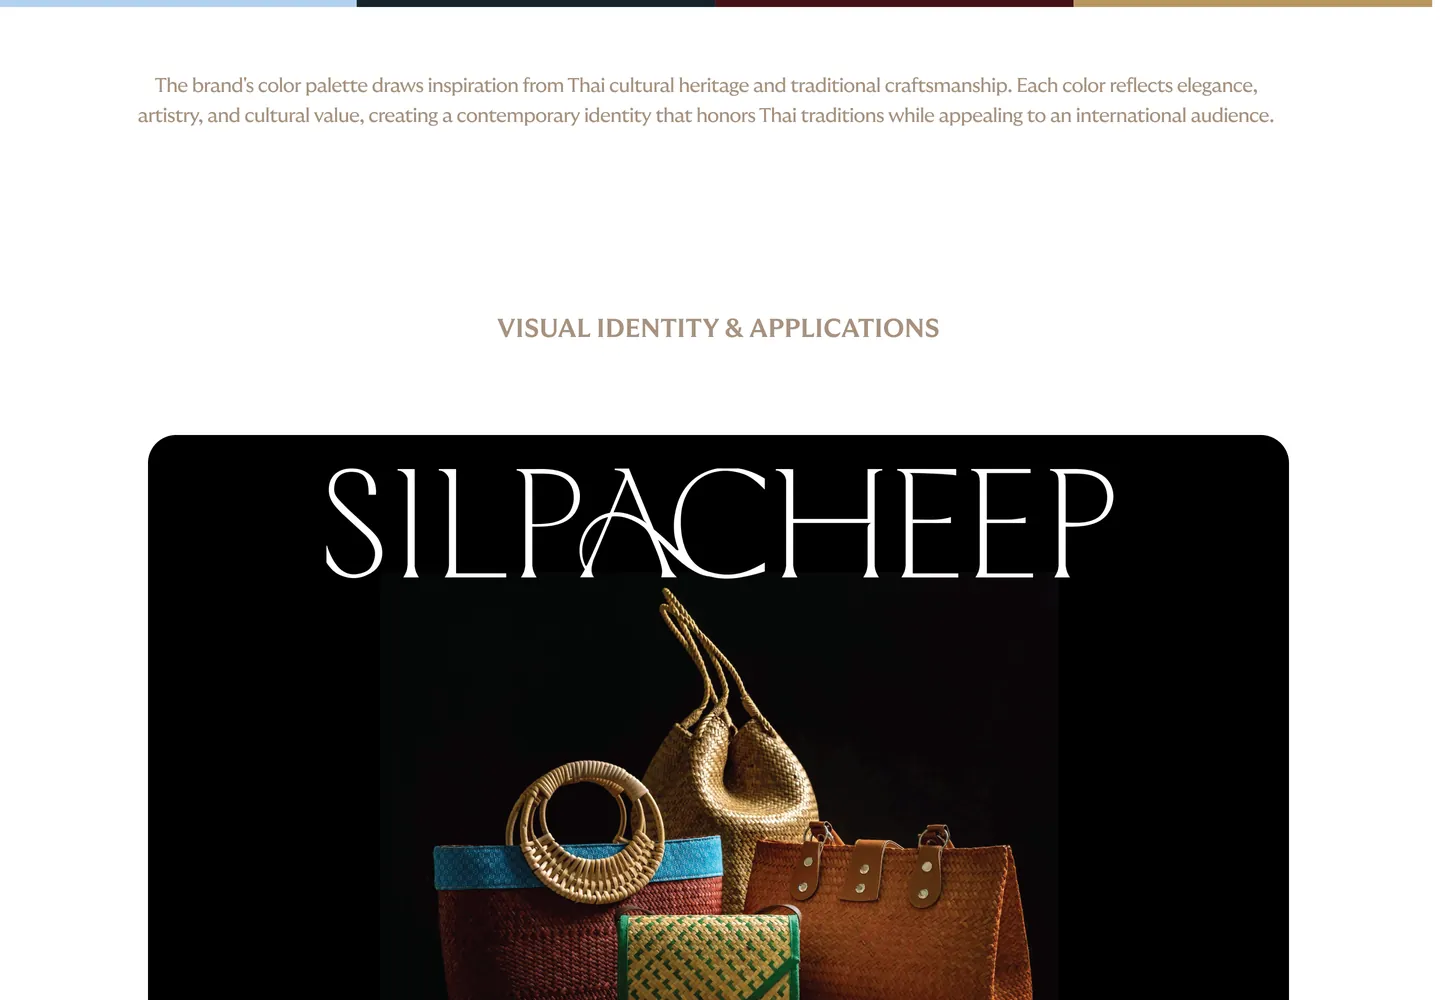 The brand's color palette draws inspiration from Thai cultural heritage and traditional craftsmanship. Each color reflects elegance,
artistry, and cultural value, creating a contemporary identity that honors Thai traditions while appealing to an international audience.
VISUAL IDENTITY & APPLICATIONS
SILPACHEEP